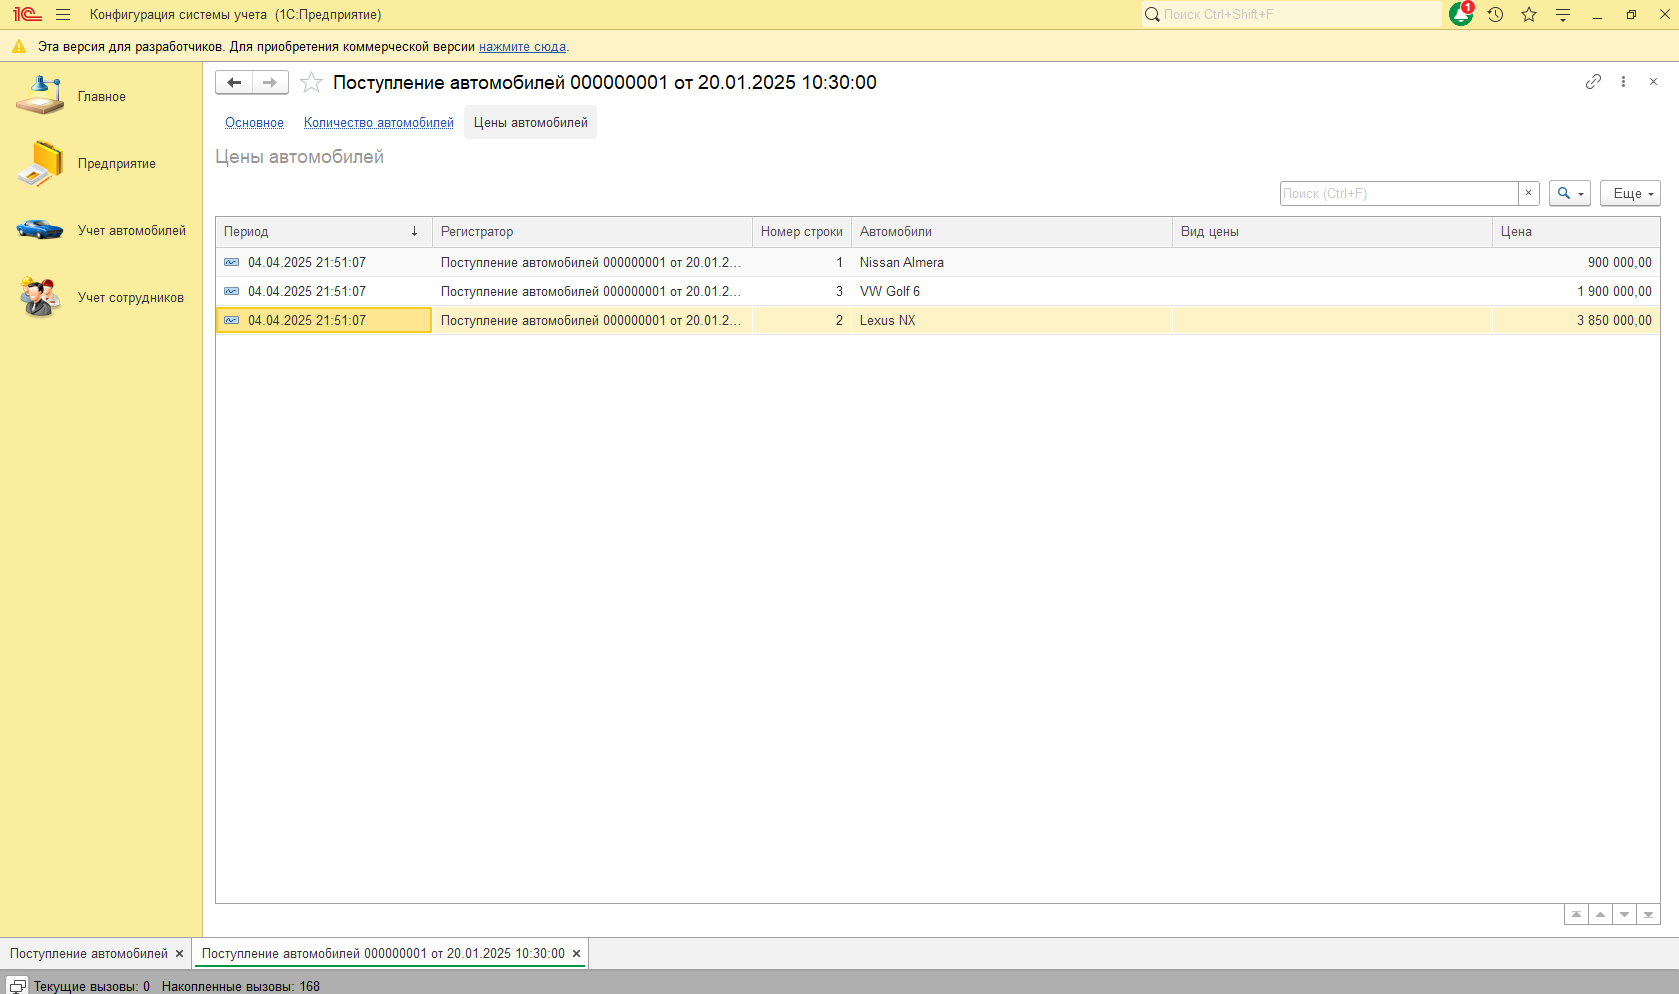 1С Конфигурация системы учета (1С:Предприятие) Поиск Ctrl+Shift+F 1
Эта версия для разработчиков. Для приобретения коммерческой версии нажмите сюда.
Главное
Предприятие
Учет автомобилей
Учет сотрудников
Поступление автомобилей 000000001 от 20.01.2025 10:30:00
Основное Количество автомобилей Цены автомобилей
Цены автомобилей
Поиск (Ctrl+F) Еще
Период Регистратор Номер строки Автомобили Вид цены Цена
04.04.2025 21:51:07 Поступление автомобилей 000000001 от 20.01.2... 1 Nissan Almera 900 000,00
04.04.2025 21:51:07 Поступление автомобилей 000000001 от 20.01.2... 3 VW Golf 6 1 900 000,00
04.04.2025 21:51:07 Поступление автомобилей 000000001 от 20.01.2... 2 Lexus NX 3 850 000,00
Поступление автомобилей Поступление автомобилей 000000001 от 20.01.2025 10:30:00
Текущие вызовы: 0 Накопленные вызовы: 168